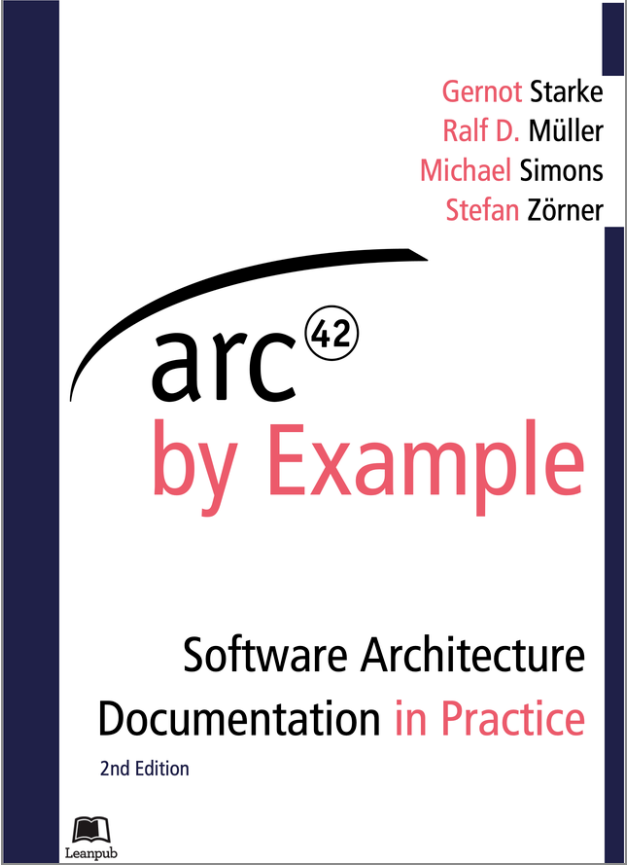 Gernot Starke
Ralf D. Müller
Michael Simons
Stefan Zörner
arc 42
by Example
Software Architecture
Documentation in Practice
2nd Edition
Leanpub